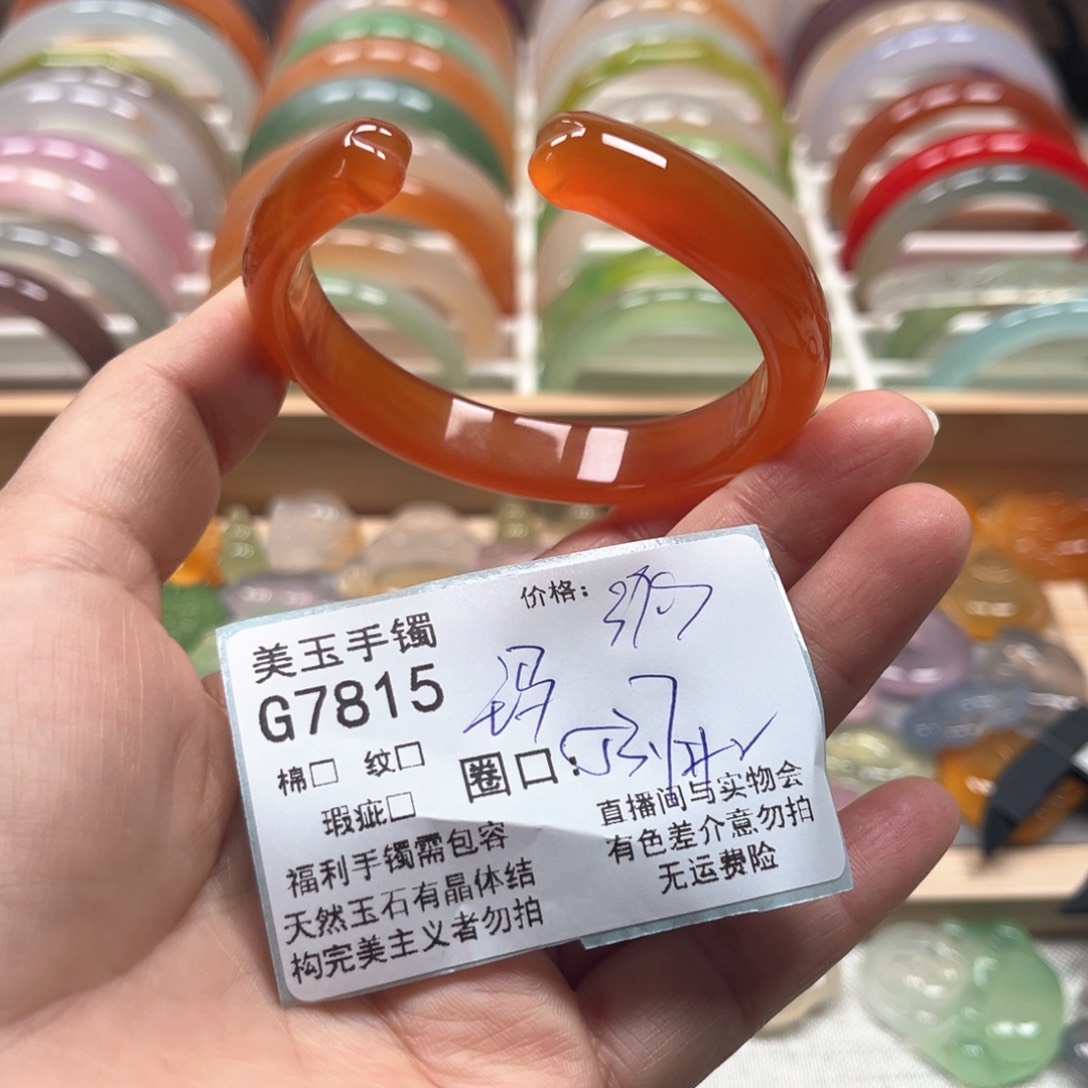 价格:
美玉手镯
G7815
玛
棉□ 纹□
圈口:
瑕疵□
福利手镯需包容
天然玉石有晶体结
构完美主义者勿拍
直播间与实物会
有色差介意勿拍
无运费险